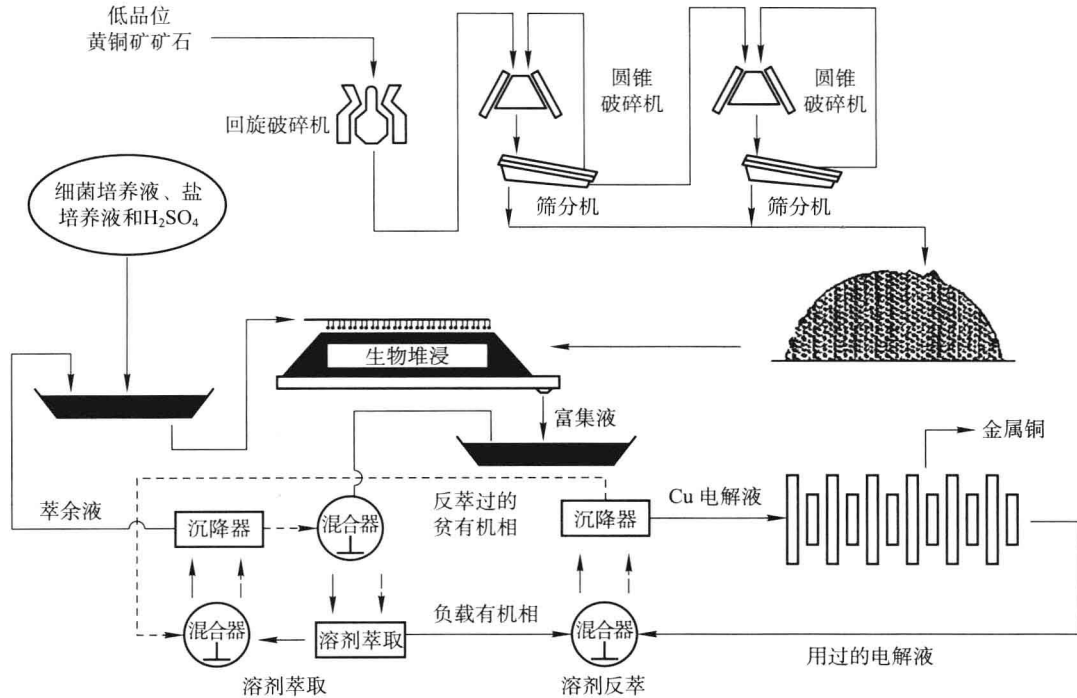 低品位
黄铜矿矿石
回旋破碎机
圆锥
破碎机
圆锥
破碎机
筛分机
筛分机
细菌培养液、盐
培养液和H₂SO₄
生物堆浸
富集液
金属铜
萃余液
沉降器
混合器
反萃过的
贫有机相
沉降器
Cu 电解液
混合器
溶剂萃取
负载有机相
混合器
用过的电解液
溶剂萃取
溶剂反萃